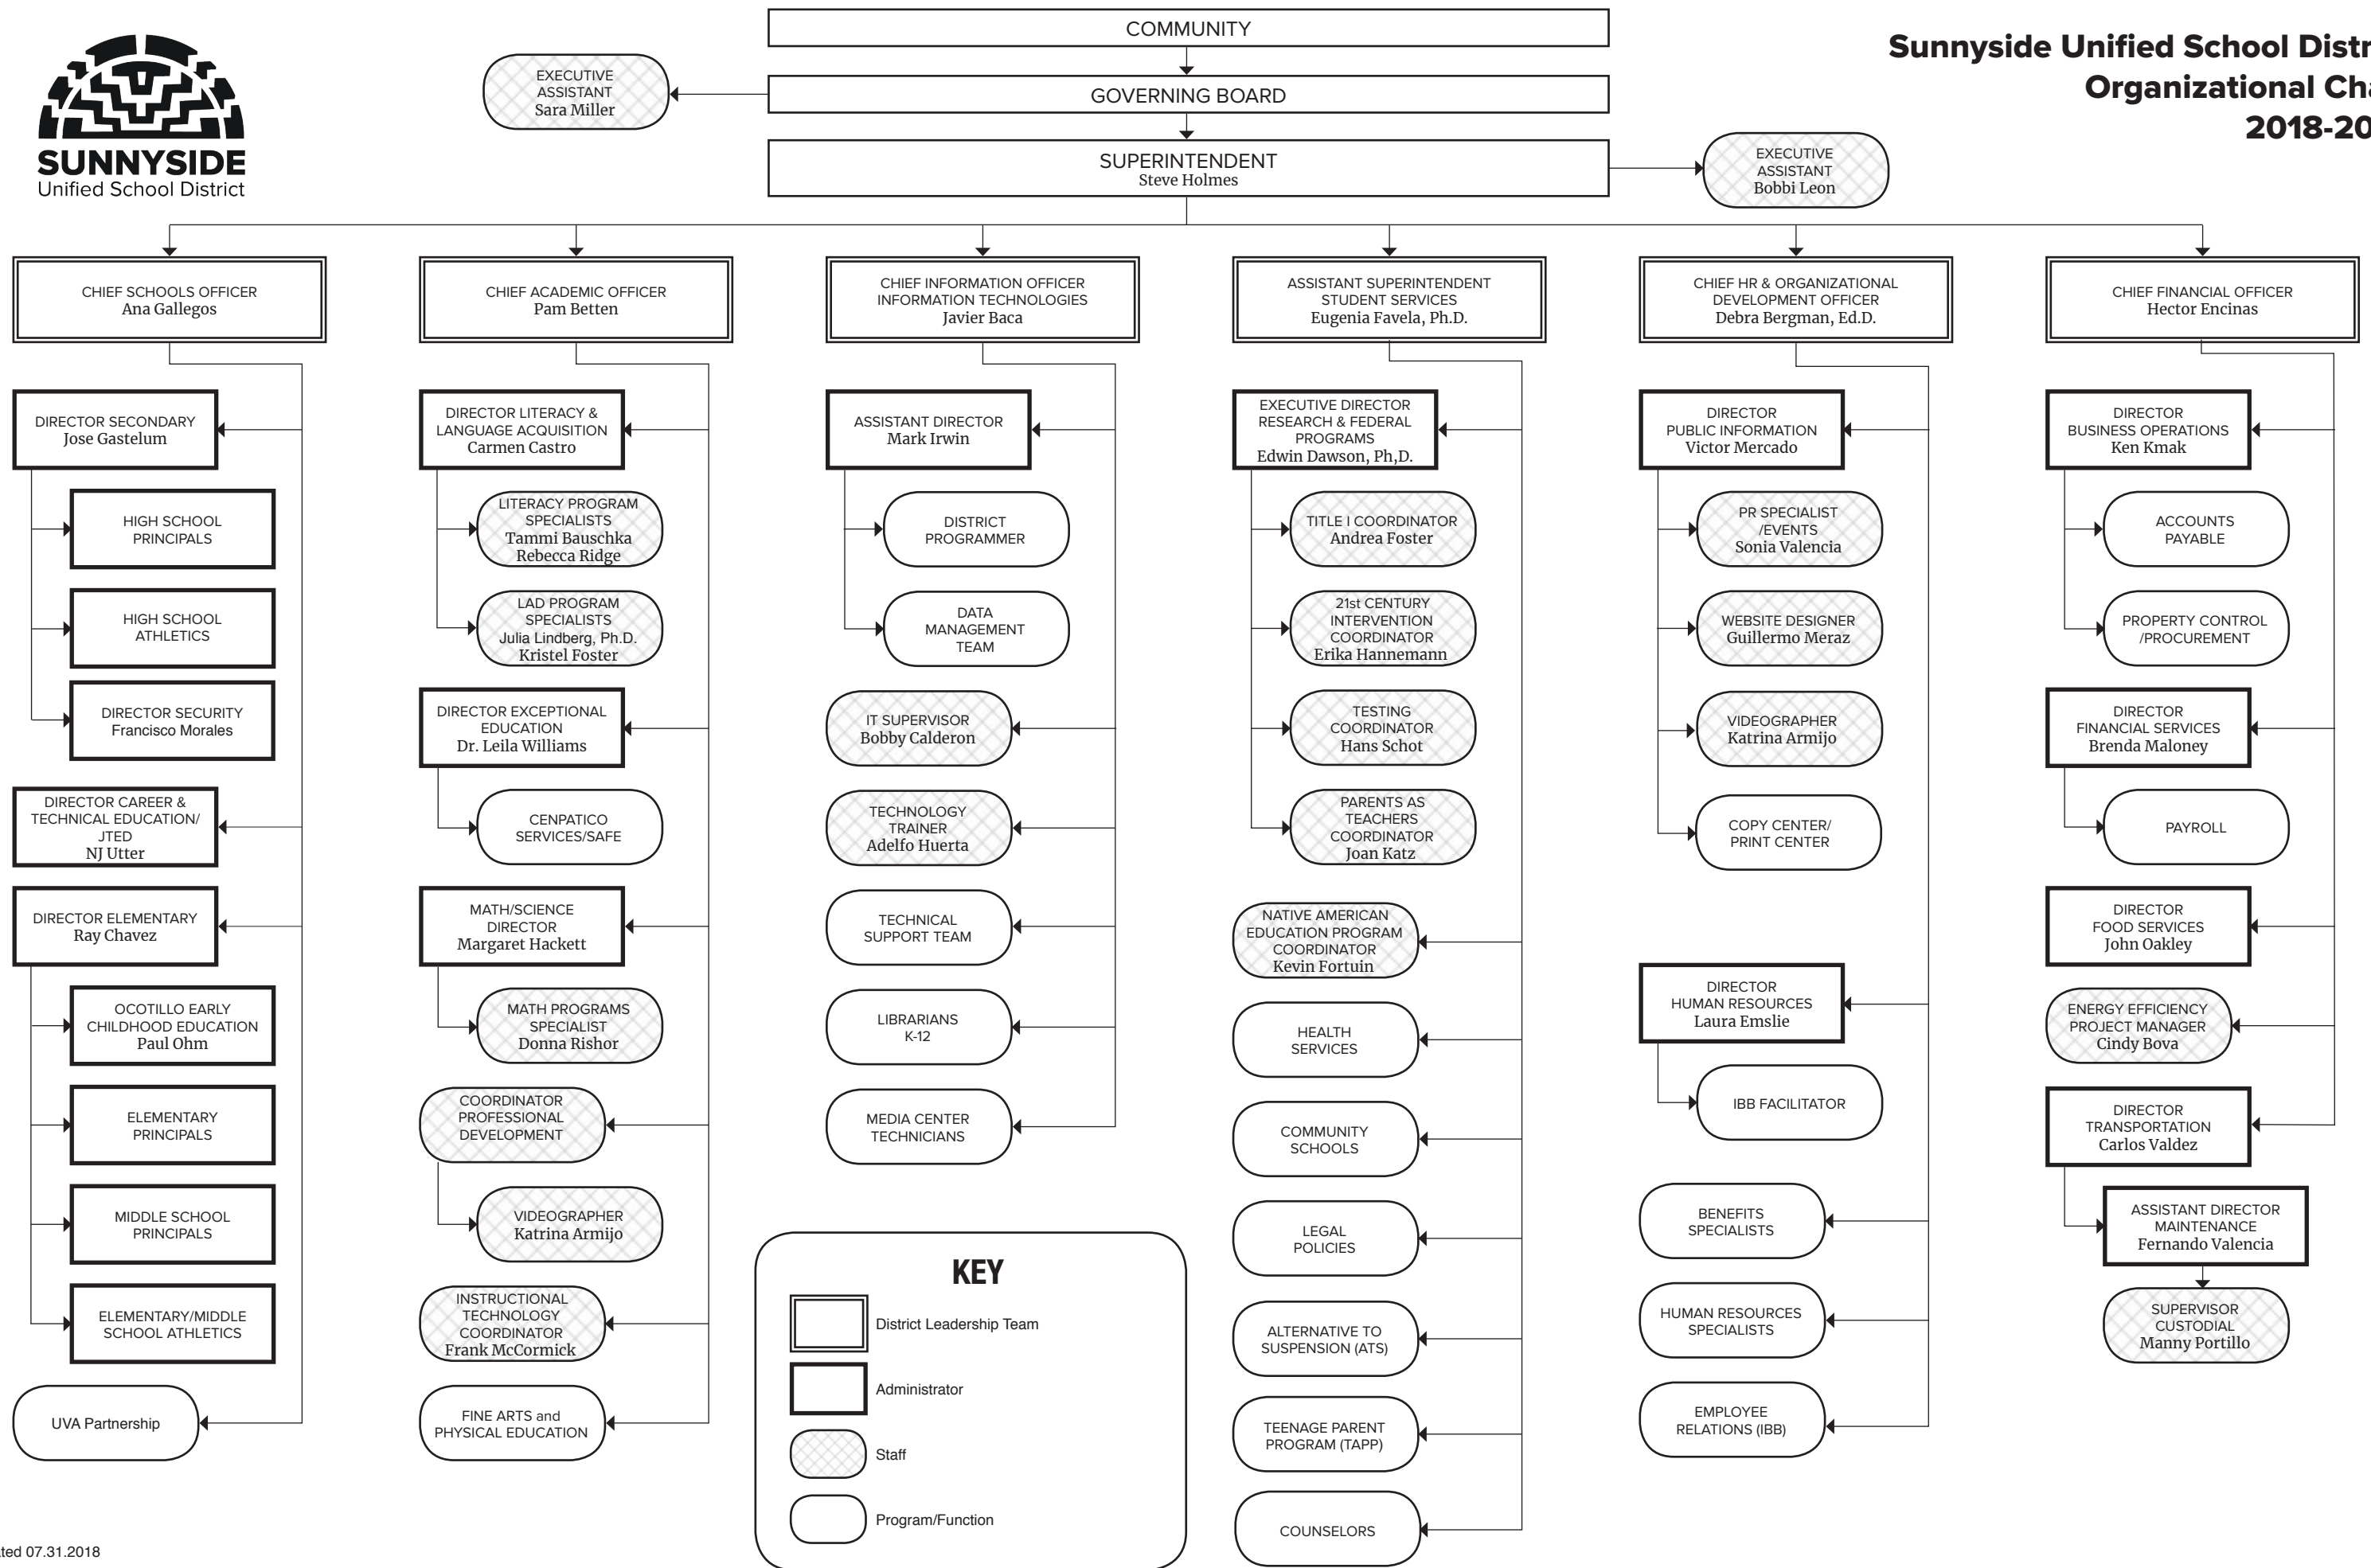 COMMUNITY
GOVERNING BOARD
SUPERINTENDENT
Steve Holmes
EXECUTIVE
ASSISTANT
Sara Miller
EXECUTIVE
ASSISTANT
Bobbi Leon
SUNNYSIDE
Unified School District
Sunnyside Unified School Distr
Organizational Cha
2018-20
CHIEF SCHOOLS OFFICER
Ana Gallegos
DIRECTOR SECONDARY
Jose Gastelum
HIGH SCHOOL
PRINCIPALS
HIGH SCHOOL
ATHLETICS
DIRECTOR SECURITY
Francisco Morales
DIRECTOR CAREER &
TECHNICAL EDUCATION/
JTED
NJ Utter
DIRECTOR ELEMENTARY
Ray Chavez
OCOTILLO EARLY
CHILDHOOD EDUCATION
Paul Ohm
ELEMENTARY
PRINCIPALS
MIDDLE SCHOOL
PRINCIPALS
ELEMENTARY/MIDDLE
SCHOOL ATHLETICS
UVA Partnership
CHIEF ACADEMIC OFFICER
Pam Betten
DIRECTOR LITERACY &
LANGUAGE ACQUISITION
Carmen Castro
LITERACY PROGRAM
SPECIALISTS
Tammi Bauschka
Rebecca Ridge
LAD PROGRAM
SPECIALISTS
Julia Lindberg, Ph.D.
Kristel Foster
DIRECTOR EXCEPTIONAL
EDUCATION
Dr. Leila Williams
CENPATICO
SERVICES/SAFE
MATH/SCIENCE
DIRECTOR
Margaret Hackett
MATH PROGRAMS
SPECIALIST
Donna Rishor
COORDINATOR
PROFESSIONAL
DEVELOPMENT
VIDEOGRAPHER
Katrina Armijo
INSTRUCTIONAL
TECHNOLOGY
COORDINATOR
Frank McCormick
FINE ARTS and
PHYSICAL EDUCATION
CHIEF INFORMATION OFFICER
INFORMATION TECHNOLOGIES
Javier Baca
ASSISTANT DIRECTOR
Mark Irwin
DISTRICT
PROGRAMMER
DATA
MANAGEMENT
TEAM
IT SUPERVISOR
Bobby Calderon
TECHNOLOGY
TRAINER
Adelfo Huerta
TECHNICAL
SUPPORT TEAM
LIBRARIANS
K-12
MEDIA CENTER
TECHNICIANS
ASSISTANT SUPERINTENDENT
STUDENT SERVICES
Eugenia Favela, Ph.D.
EXECUTIVE DIRECTOR
RESEARCH & FEDERAL
PROGRAMS
Edwin Dawson, Ph,D.
TITLE I COORDINATOR
Andrea Foster
21st CENTURY
INTERVENTION
COORDINATOR
Erika Hannemann
TESTING
COORDINATOR
Hans Schot
PARENTS AS
TEACHERS
COORDINATOR
Joan Katz
NATIVE AMERICAN
EDUCATION PROGRAM
COORDINATOR
Kevin Fortuin
HEALTH
SERVICES
COMMUNITY
SCHOOLS
LEGAL
POLICIES
ALTERNATIVE TO
SUSPENSION (ATS)
TEENAGE PARENT
PROGRAM (TAPP)
COUNSELORS
CHIEF HR & ORGANIZATIONAL
DEVELOPMENT OFFICER
Debra Bergman, Ed.D.
DIRECTOR
PUBLIC INFORMATION
Victor Mercado
PR SPECIALIST
/EVENTS
Sonia Valencia
WEBSITE DESIGNER
Guillermo Meraz
VIDEOGRAPHER
Katrina Armijo
COPY CENTER/
PRINT CENTER
DIRECTOR
HUMAN RESOURCES
Laura Emslie
IBB FACILITATOR
BENEFITS
SPECIALISTS
HUMAN RESOURCES
SPECIALISTS
EMPLOYEE
RELATIONS (IBB)
CHIEF FINANCIAL OFFICER
Hector Encinas
DIRECTOR
BUSINESS OPERATIONS
Ken Kmak
ACCOUNTS
PAYABLE
PROPERTY CONTROL
/PROCUREMENT
DIRECTOR
FINANCIAL SERVICES
Brenda Maloney
PAYROLL
DIRECTOR
FOOD SERVICES
John Oakley
ENERGY EFFICIENCY
PROJECT MANAGER
Cindy Bova
DIRECTOR
TRANSPORTATION
Carlos Valdez
ASSISTANT DIRECTOR
MAINTENANCE
Fernando Valencia
SUPERVISOR
CUSTODIAL
Manny Portillo
KEY
District Leadership Team
Administrator
Staff
Program/Function
ted 07.31.2018